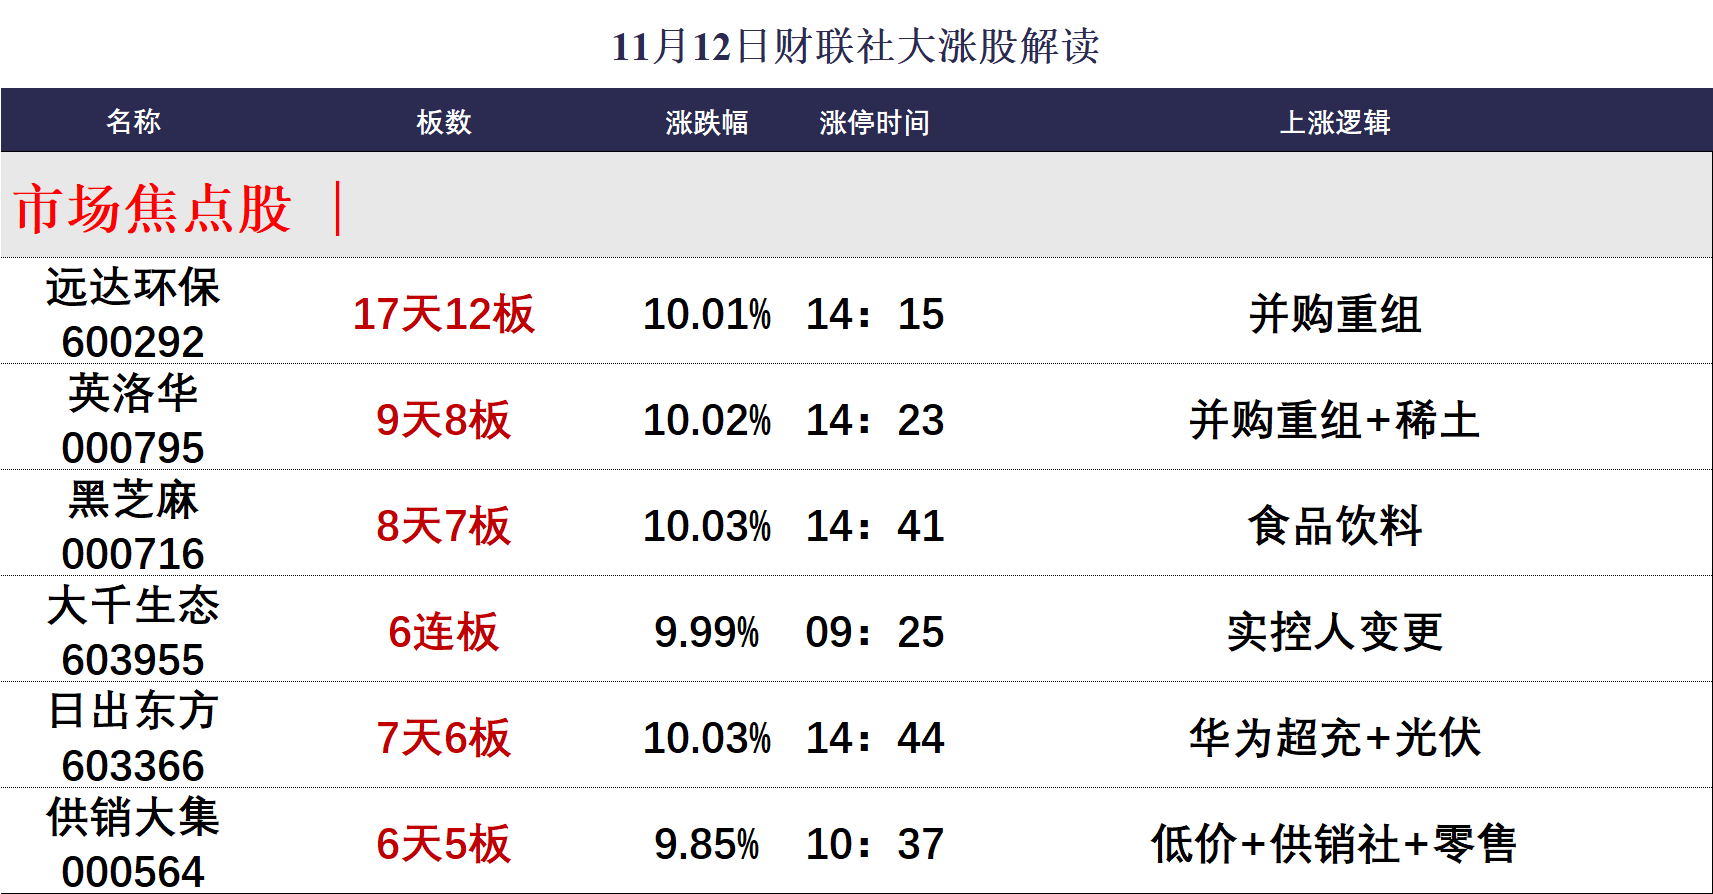 11月12日财联社大涨股解读
名称 板数 涨跌幅 涨停时间 上涨逻辑
市场焦点股 |
远达环保
600292 17天12板 10.01% 14：15 并购重组
英洛华
000795 9天8板 10.02% 14：23 并购重组+稀土
黑芝麻
000716 8天7板 10.03% 14：41 食品饮料
大千生态
603955 6连板 9.99% 09：25 实控人变更
日出东方
603366 7天6板 10.03% 14：44 华为超充+光伏
供销大集
000564 6天5板 9.85% 10：37 低价+供销社+零售